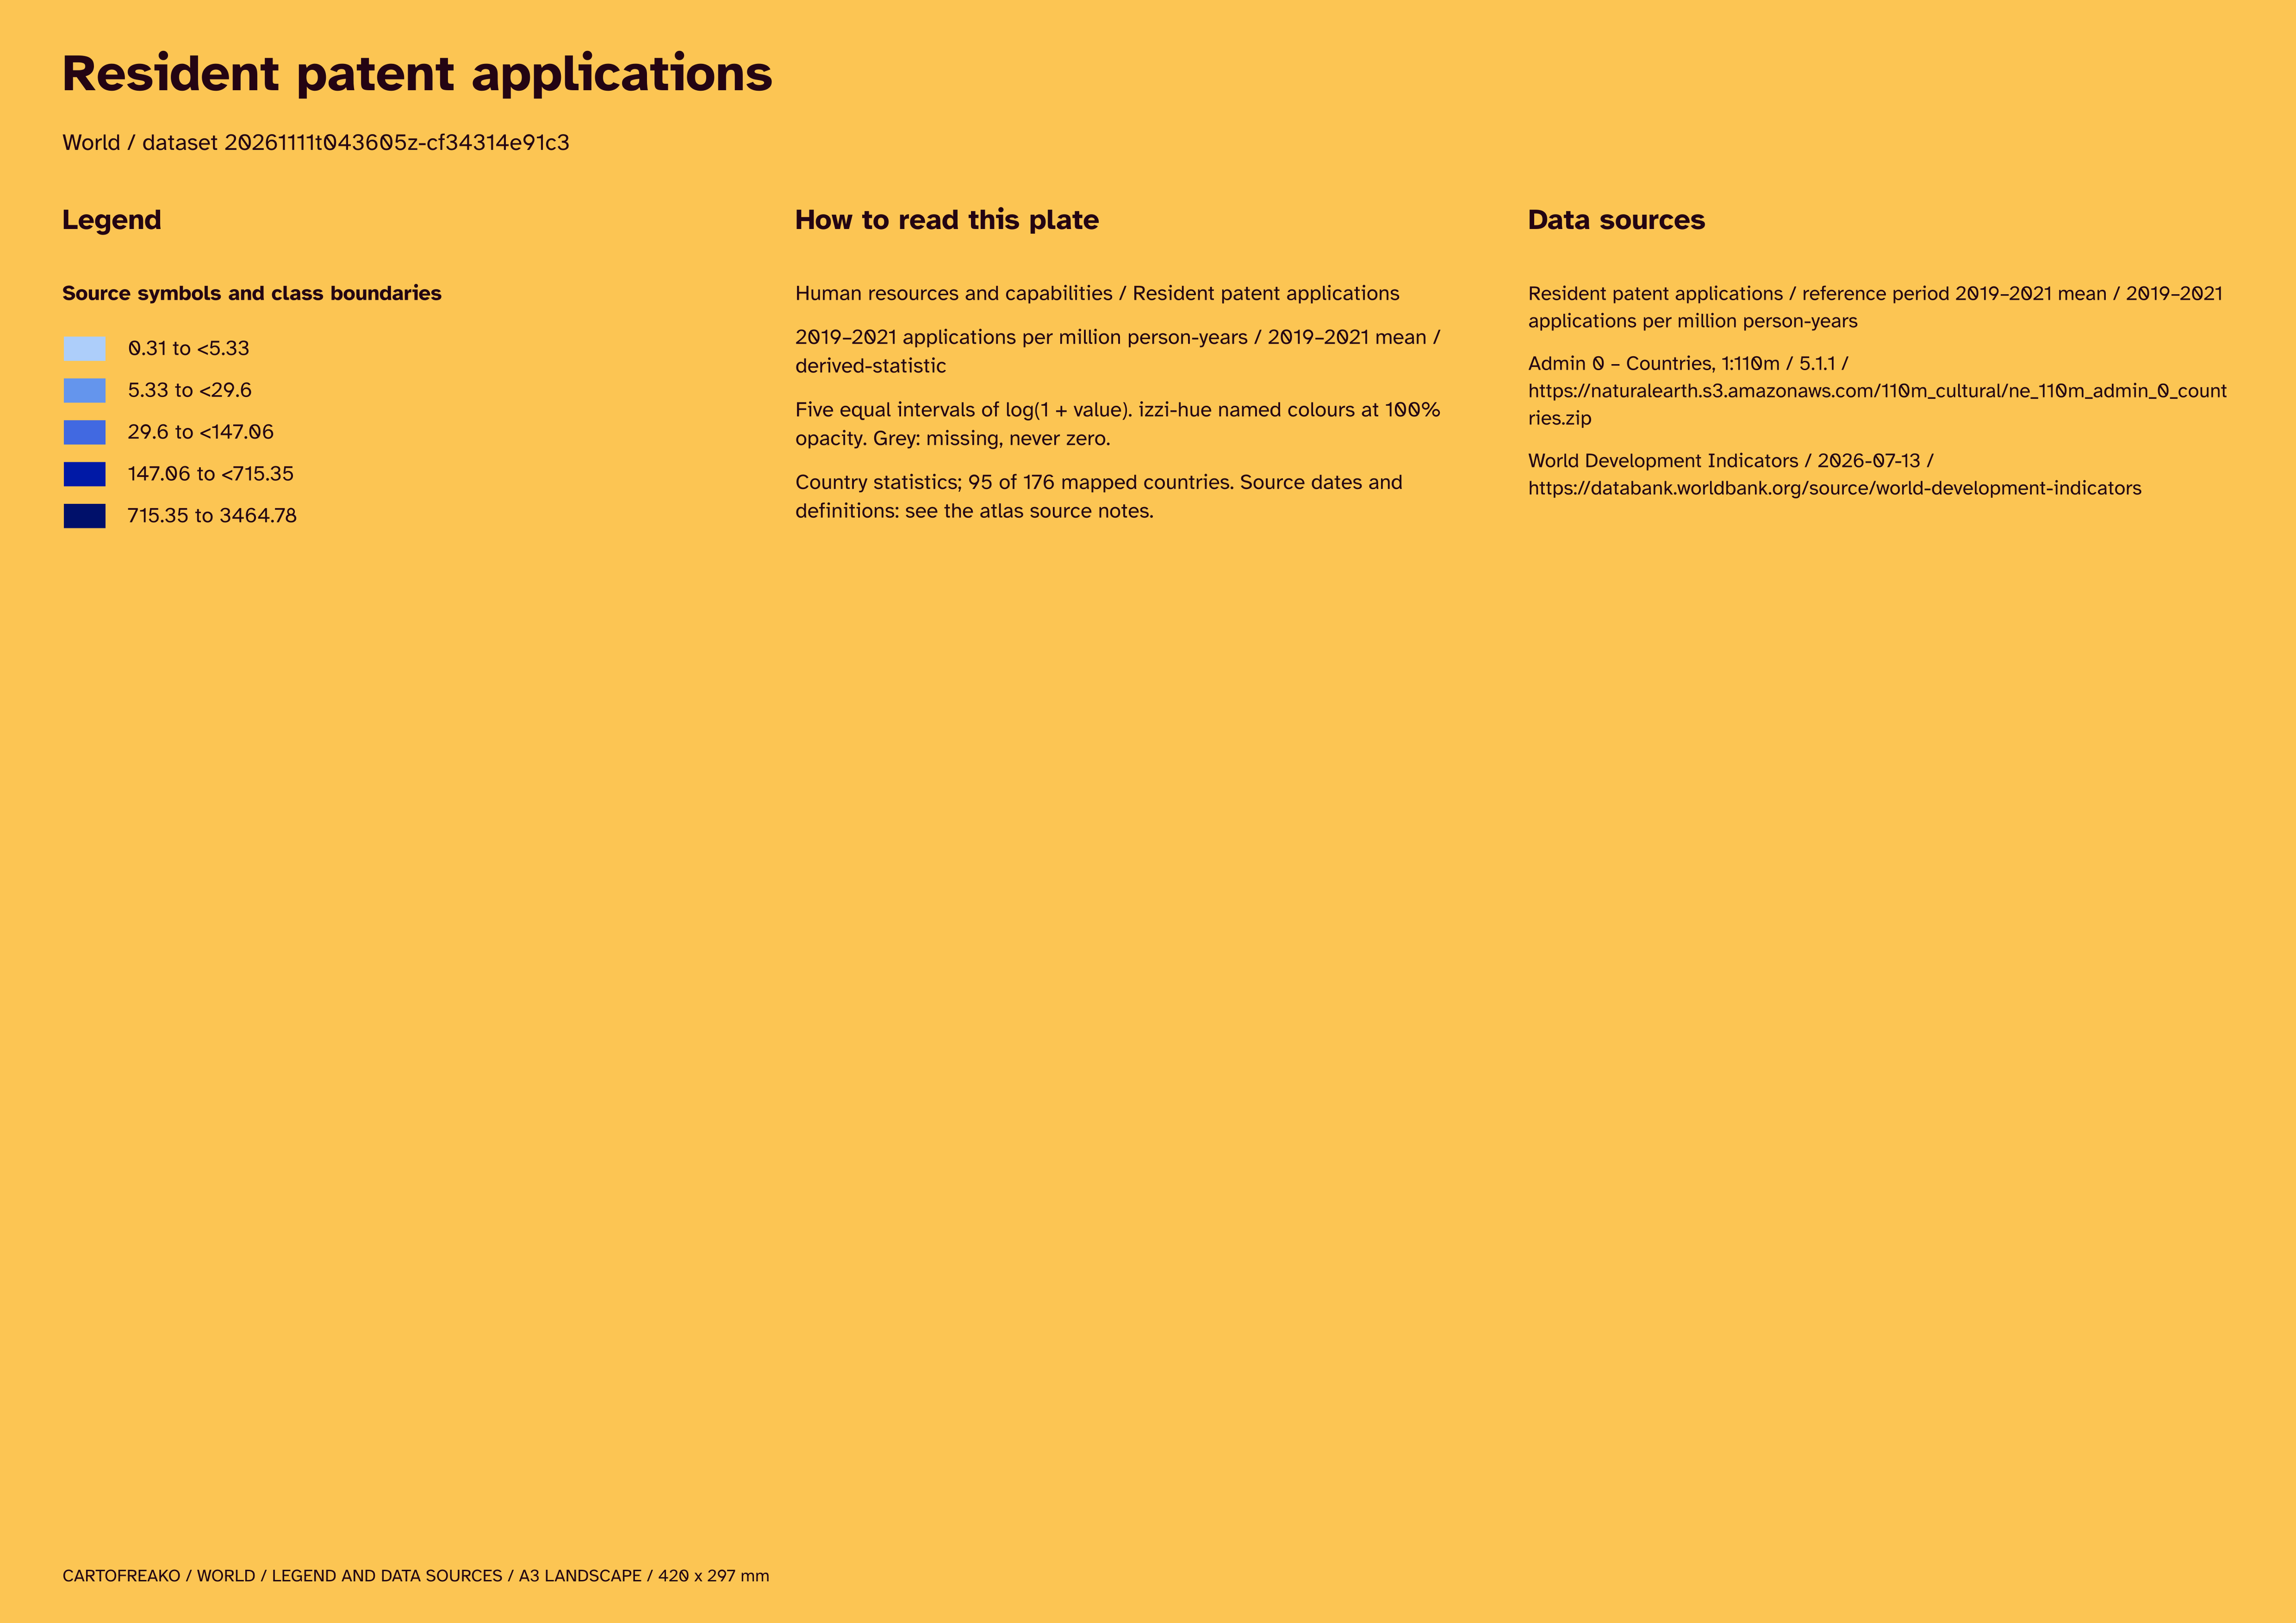 Resident patent applications
World / dataset 20261111t043605z-cf34314e91c3
Legend
Source symbols and class boundaries
0.31 to <5.33
5.33 to <29.6
29.6 to <147.06
147.06 to <715.35
715.35 to 3464.78
How to read this plate
Human resources and capabilities / Resident patent applications
2019–2021 applications per million person-years / 2019–2021 mean /
derived-statistic
Five equal intervals of log(1 + value). izzi-hue named colours at 100%
opacity. Grey: missing, never zero.
Country statistics; 95 of 176 mapped countries. Source dates and
definitions: see the atlas source notes.
Data sources
Resident patent applications / reference period 2019–2021 mean / 2019–2021
applications per million person-years
Admin 0 – Countries, 1:110m / 5.1.1 /
https://naturalearth.s3.amazonaws.com/110m_cultural/ne_110m_admin_0_count
ries.zip
World Development Indicators / 2026-07-13 /
https://databank.worldbank.org/source/world-development-indicators
CARTOFREAKO / WORLD / LEGEND AND DATA SOURCES / A3 LANDSCAPE / 420 x 297 mm